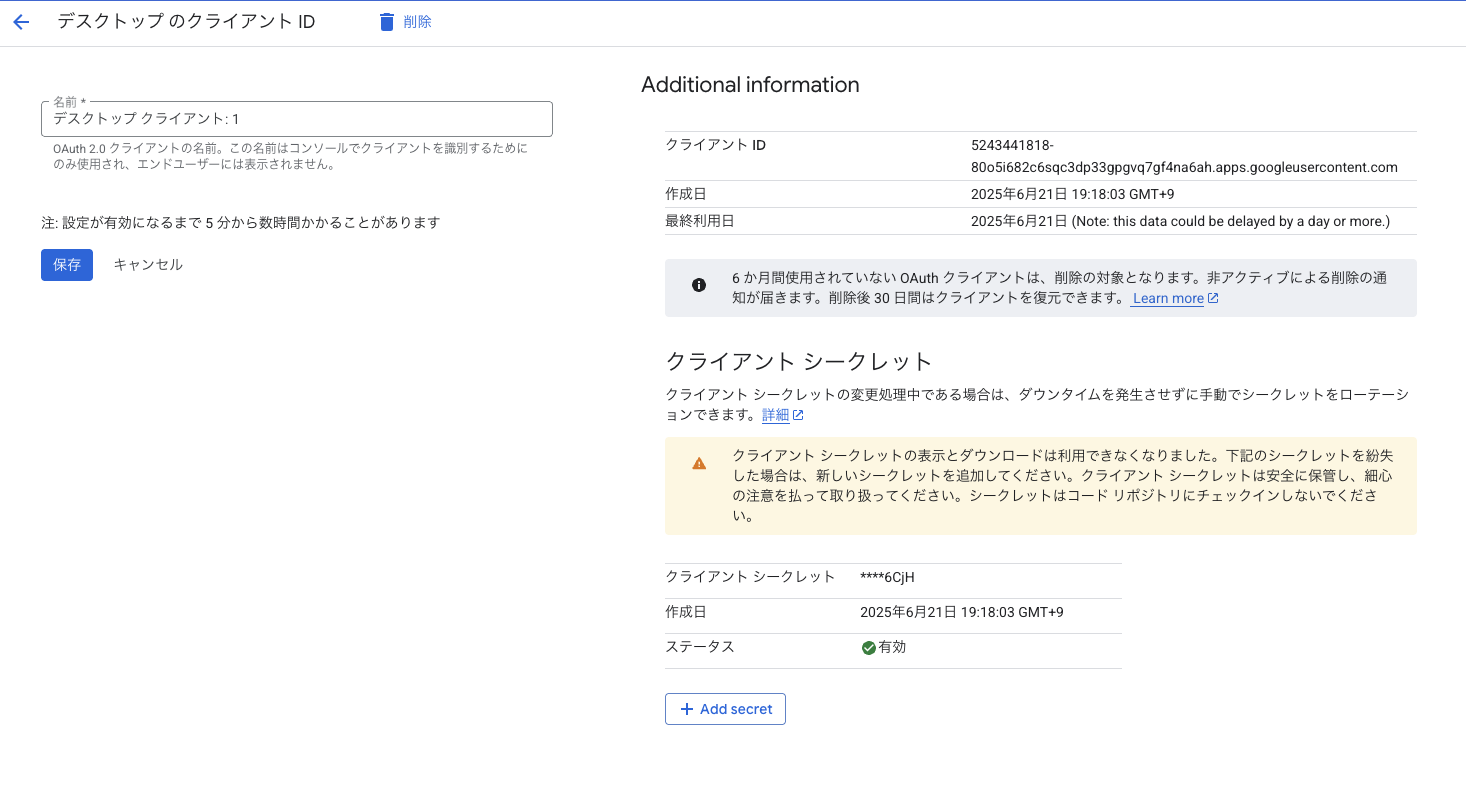 デスクトップ のクライアント ID
削除
名前 *
デスクトップ クライアント: 1
OAuth 2.0 クライアントの名前。この名前はコンソールでクライアントを識別するために
のみ使用され、エンドユーザーには表示されません。
注: 設定が有効になるまで 5 分から数時間かかることがあります
保存
キャンセル
Additional information
クライアント ID
5243441818-
80o5i682c6sqc3dp33gpgvq7gf4na6ah.apps.googleusercontent.com
作成日
2025年6月21日 19:18:03 GMT+9
最終利用日
2025年6月21日 (Note: this data could be delayed by a day or more.)
6 か月間使用されていない OAuth クライアントは、削除の対象となります。非アクティブによる削除の通
知が届きます。削除後 30 日間はクライアントを復元できます。 Learn more
クライアント シークレット
クライアント シークレットの変更処理中である場合は、ダウンタイムを発生させずに手動でシークレットをローテーシ
ョンできます。詳細
クライアント シークレットの表示とダウンロードは利用できなくなりました。下記のシークレットを紛失
した場合は、新しいシークレットを追加してください。クライアント シークレットは安全に保管し、細心
の注意を払って取り扱ってください。シークレットはコード リポジトリにチェックインしないでくださ
い。
クライアント シークレット
****6CjH
作成日
2025年6月21日 19:18:03 GMT+9
ステータス
有効
Add secret